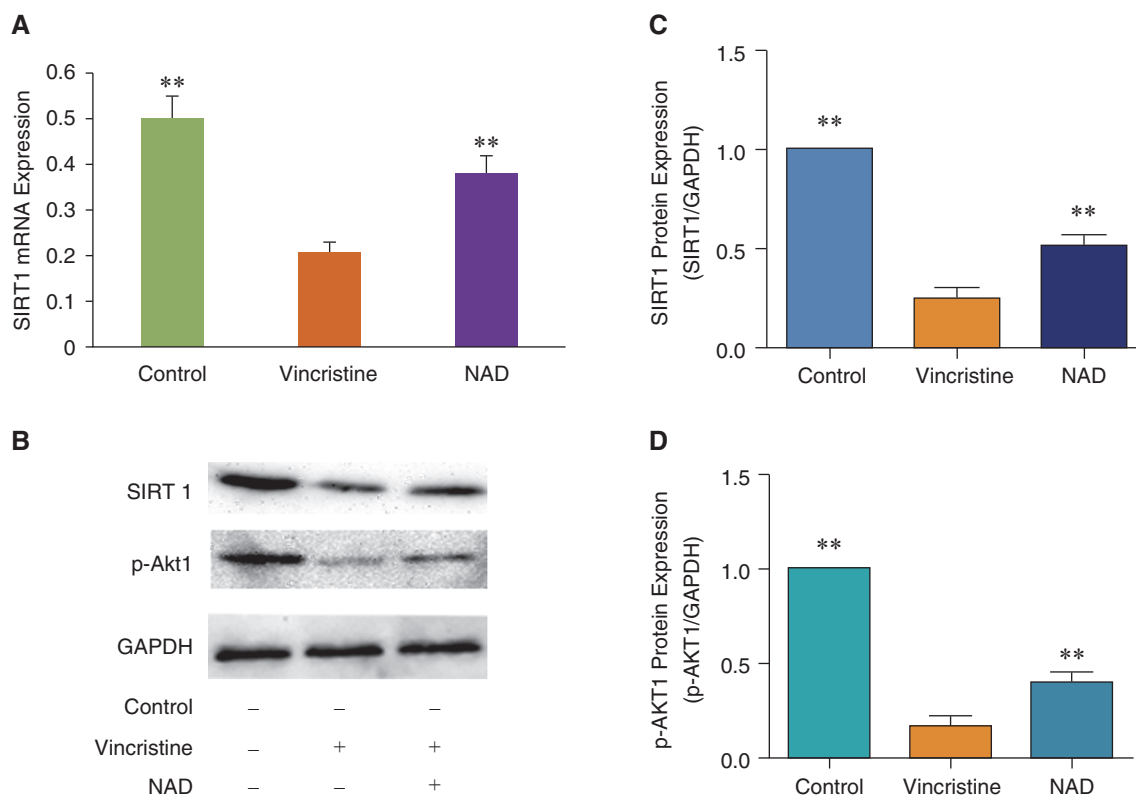 A
SIRT1 mRNA Expression
0.6
0.5
0.4
0.3
0.2
0.1
0
**
**
Control Vincristine NAD
B
SIRT 1
p-Akt1
GAPDH
Control – – –
Vincristine – + +
NAD – – +
C
SIRT1 Protein Expression
(SIRT1/GAPDH)
1.5
1.0
0.5
0.0
**
**
Control Vincristine NAD
D
p-AKT1 Protein Expression
(p-AKT1/GAPDH)
1.5
1.0
0.5
0.0
**
**
Control Vincristine NAD